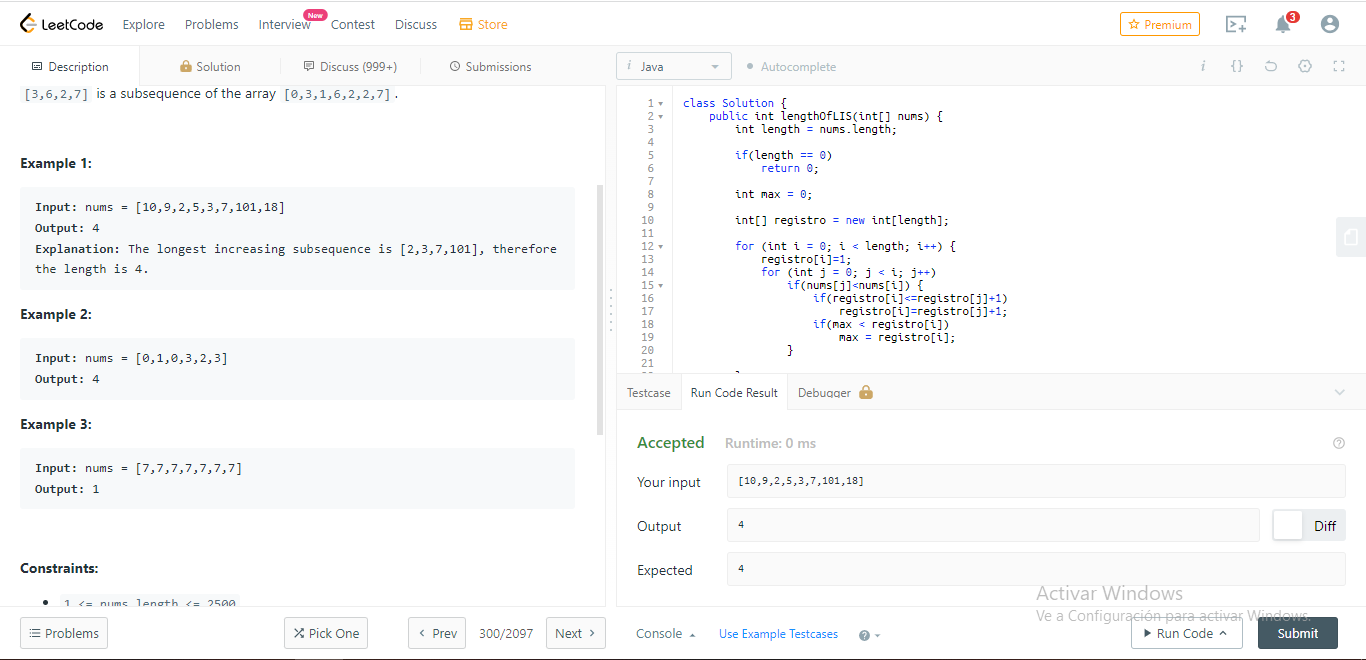 LeetCode Explore Problems Interview New Contest Discuss Store Premium 3
Description Solution Discuss (999+) Submissions
[3,6,2,7] is a subsequence of the array [0,3,1,6,2,2,7].
Example 1:
Input: nums = [10,9,2,5,3,7,101,18]
Output: 4
Explanation: The longest increasing subsequence is [2,3,7,101], therefore
the length is 4.
Example 2:
Input: nums = [0,1,0,3,2,3]
Output: 4
Example 3:
Input: nums = [7,7,7,7,7,7,7]
Output: 1
Constraints:
1 <= nums.length <= 2500
Problems Pick One Prev 300/2097 Next
i Java Autocomplete i {}
1 class Solution {
2 public int lengthOfLIS(int[] nums) {
3 int length = nums.length;
4
5 if(length == 0)
6 return 0;
7
8 int max = 0;
9
10 int[] registro = new int[length];
11
12 for (int i = 0; i < length; i++) {
13 registro[i]=1;
14 for (int j = 0; j < i; j++)
15 if(nums[j]<nums[i]) {
16 if(registro[i]<=registro[j]+1)
17 registro[i]=registro[j]+1;
18 if(max < registro[i])
19 max = registro[i];
20 }
21
Testcase Run Code Result Debugger
Accepted Runtime: 0 ms
Your input [10,9,2,5,3,7,101,18]
Output 4 Diff
Expected 4
Activar Windows
Ve a Configuración para activar Windows.
Console Use Example Testcases Run Code Submit